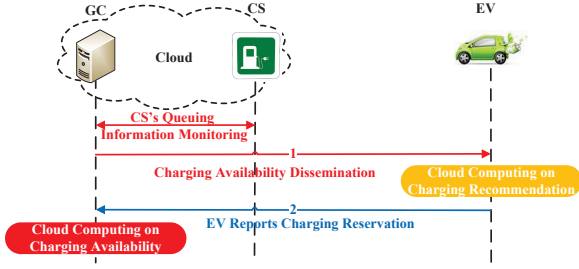 GC
CS
EV
Cloud
CS's Queuing
Information Monitoring
1
Charging Availability Dissemination
Cloud Computing on
Charging Recommendation
2
EV Reports Charging Reservation
Cloud Computing on
Charging Availability